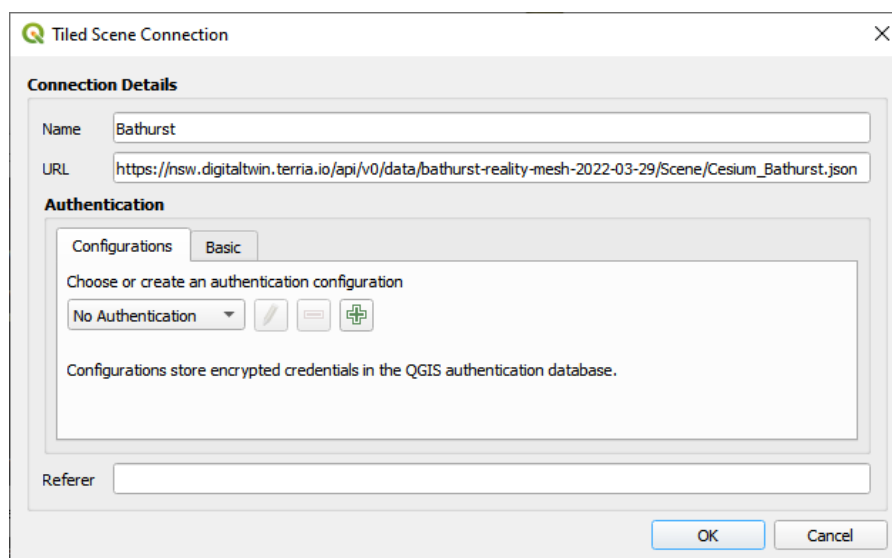 Tiled Scene Connection
Connection Details
Name Bathurst
URL https://nsw.digitaltwin.terria.io/api/v0/data/bathurst-reality-mesh-2022-03-29/Scene/Cesium_Bathurst.json
Authentication
Configurations Basic
Choose or create an authentication configuration
No Authentication
Configurations store encrypted credentials in the QGIS authentication database.
Referer
OK Cancel